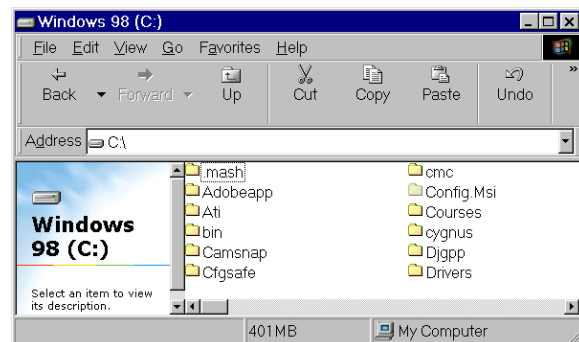 Windows 98 (C:)
File Edit View Go Favorites Help
Back Forward Up Cut Copy Paste Undo »
Address C:\
.mash cmc
Adobeapp Config.Msi
Ati Courses
bin cygnus
Camsnap Djgpp
Cfgsafe Drivers
Windows
98 (C:)
Select an item to view
its description.
401MB My Computer